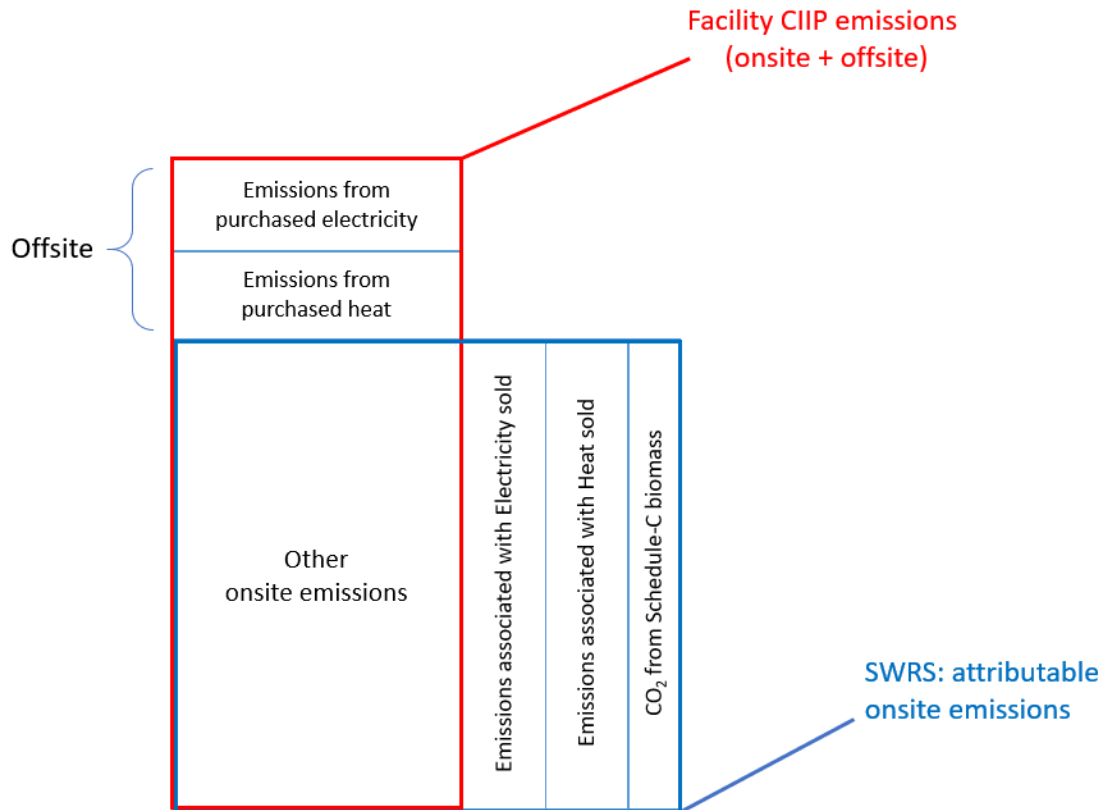 Facility CIIP emissions
(onsite + offsite)
Emissions from
purchased electricity
Offsite
Emissions from
purchased heat
Other
onsite emissions
Emissions associated with Electricity sold
Emissions associated with Heat sold
CO₂ from Schedule-C biomass
SWRS: attributable
onsite emissions